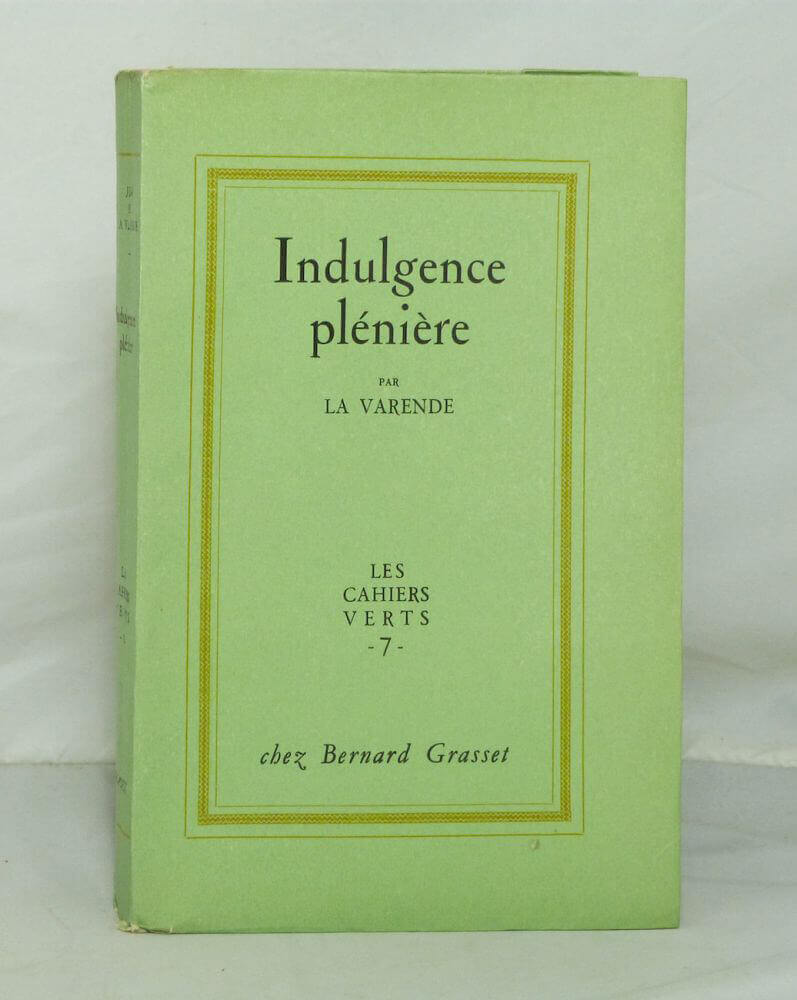 Indulgence
plénière
PAR
LA VARENDE
LES
CAHIERS
VERTS
-7-
chez Bernard Grasset